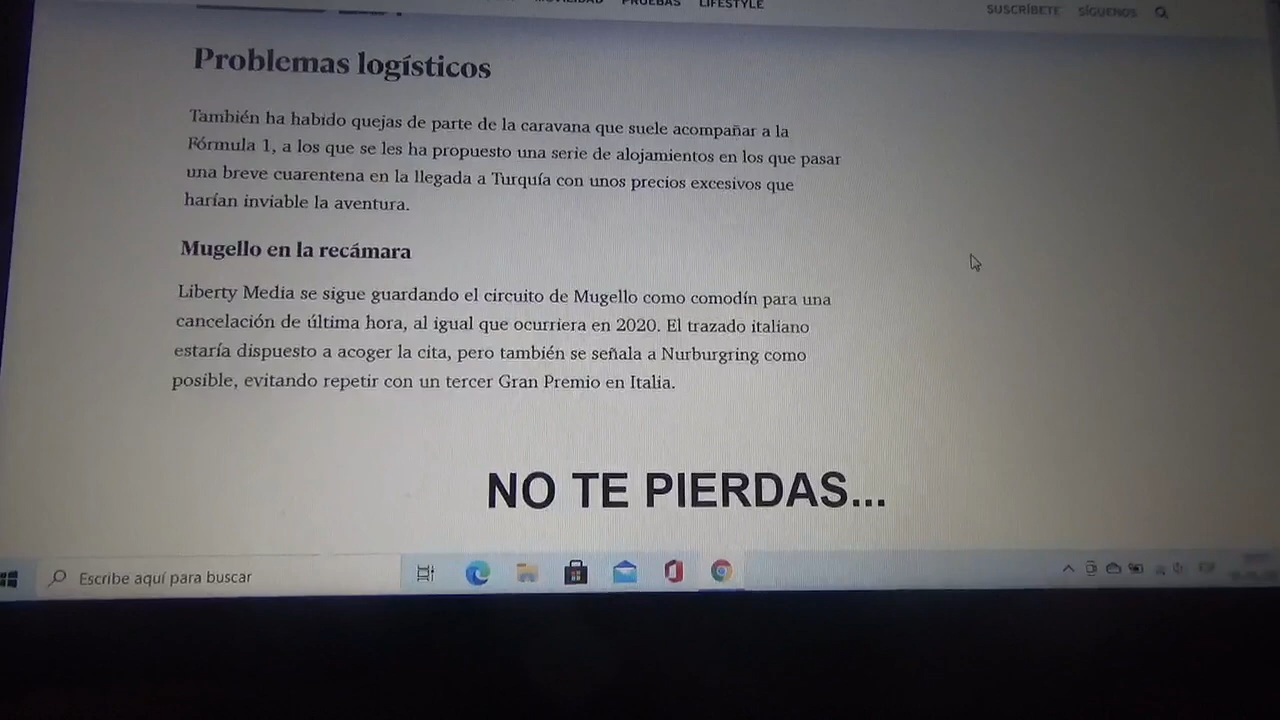 PRUEBAS LIFESTYLE
SUSCRÍBETE SÍGUENOS
Problemas logísticos
También ha habido quejas de parte de la caravana que suele acompañar a la
Fórmula 1, a los que se les ha propuesto una serie de alojamientos en los que pasar
una breve cuarentena en la llegada a Turquía con unos precios excesivos que
harían inviable la aventura.
Mugello en la recámara
Liberty Media se sigue guardando el circuito de Mugello como comodín para una
cancelación de última hora, al igual que ocurriera en 2020. El trazado italiano
estaría dispuesto a acoger la cita, pero también se señala a Nurburgring como
posible, evitando repetir con un tercer Gran Premio en Italia.
NO TE PIERDAS...
Escribe aquí para buscar